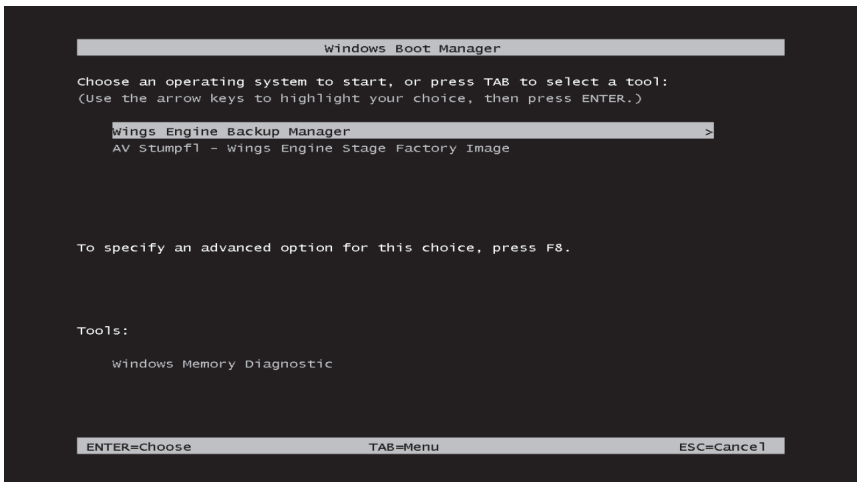 Windows Boot Manager
Choose an operating system to start, or press TAB to select a tool:
(Use the arrow keys to highlight your choice, then press ENTER.)
Wings Engine Backup Manager >
AV Stumpfl - Wings Engine Stage Factory Image
To specify an advanced option for this choice, press F8.
Tools:
Windows Memory Diagnostic
ENTER=Choose TAB=Menu ESC=Cancel